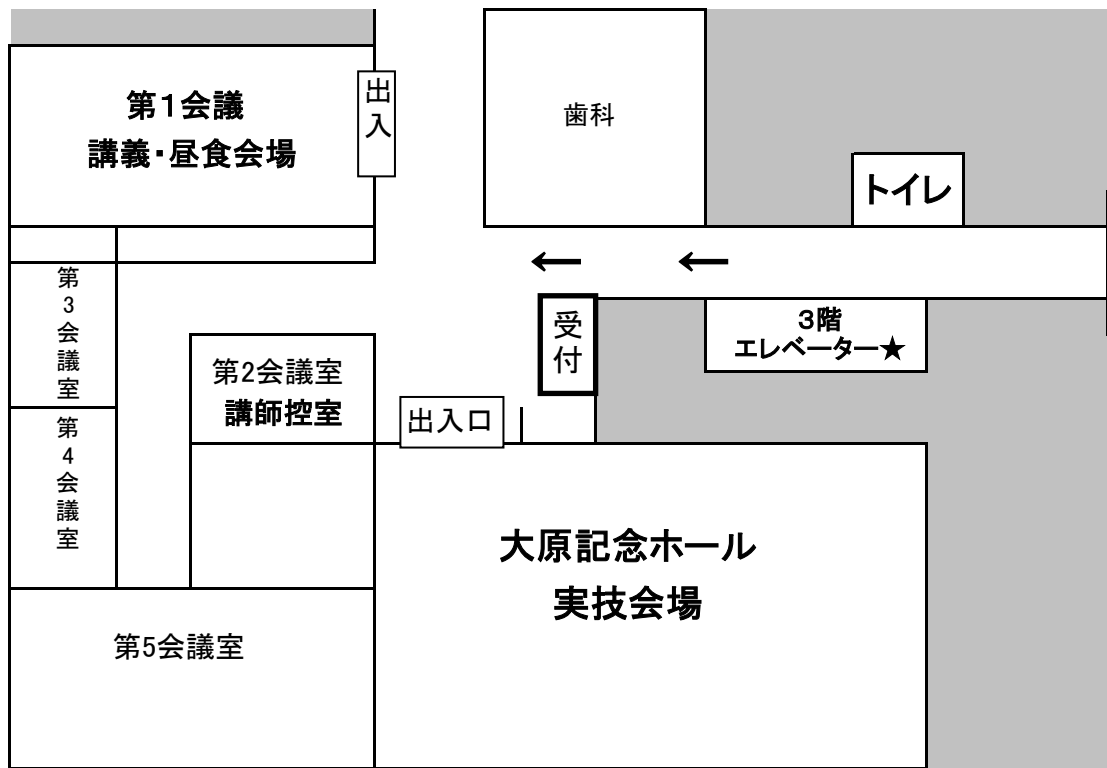 第1会議
講義・昼食会場
出入
歯科
トイレ
← ←
受付
3階
エレベーター★
第3会議室
第2会議室
講師控室
出入口
第4会議室
大原記念ホール
実技会場
第5会議室